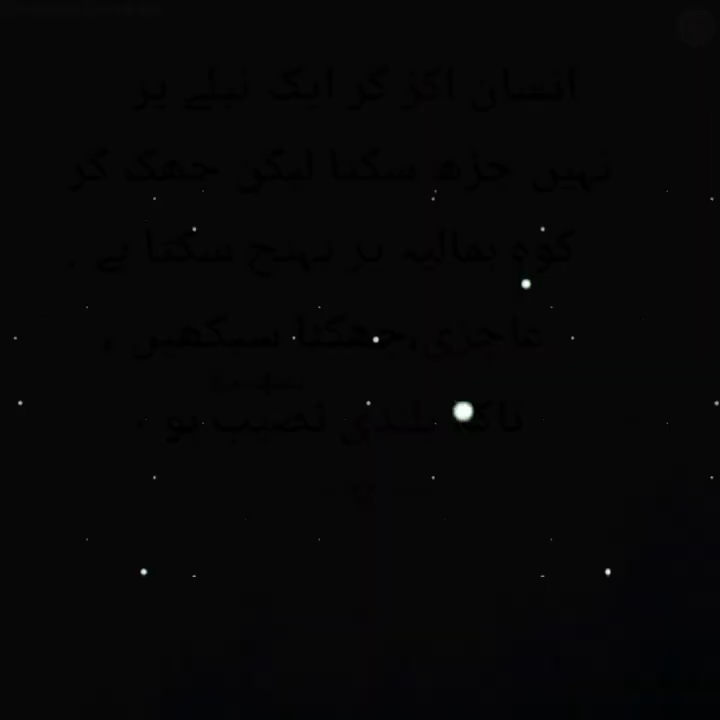 انسان اکڑ کر ایک ٹیلے پر
نہیں چڑھ سکتا لیکن جھک کر
کوہ ہمالیہ پر پہنچ سکتا ہے ۔
عاجزی،جھکنا سیکھیں ۔
تاکہ بلندی نصیب ہو ۔